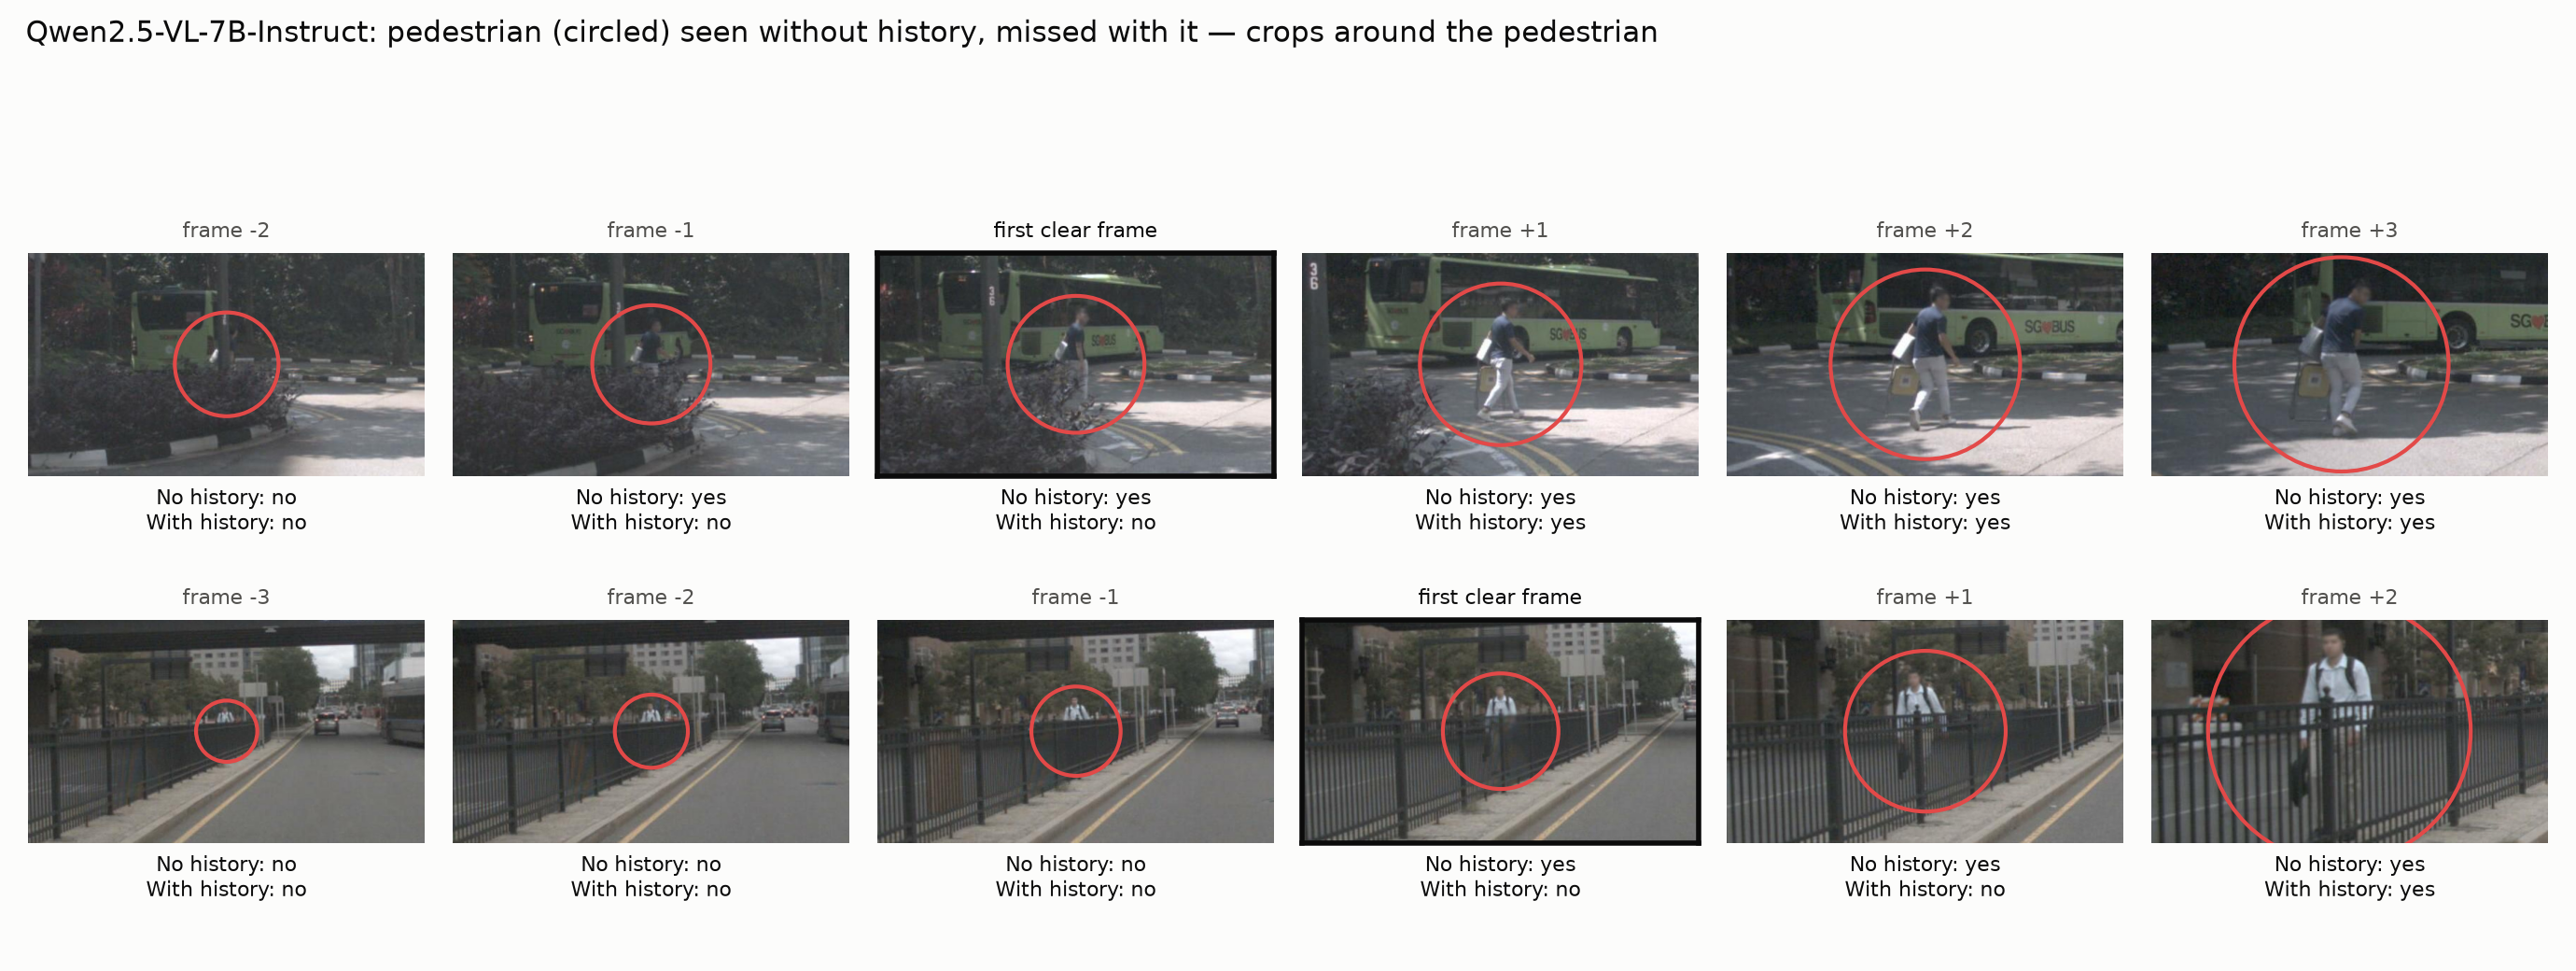 Qwen2.5-VL-7B-Instruct: pedestrian (circled) seen without history, missed with it — crops around the pedestrian
frame -2
frame -1
first clear frame
frame +1
frame +2
frame +3
3
6
SG♥BUS
3
6
SG♥BUS
SG♥BUS
SG♥
No history: no
With history: no
No history: yes
With history: no
No history: yes
With history: no
No history: yes
With history: yes
No history: yes
With history: yes
No history: yes
With history: yes
frame -3
frame -2
frame -1
first clear frame
frame +1
frame +2
No history: no
With history: no
No history: no
With history: no
No history: no
With history: no
No history: yes
With history: no
No history: yes
With history: no
No history: yes
With history: yes